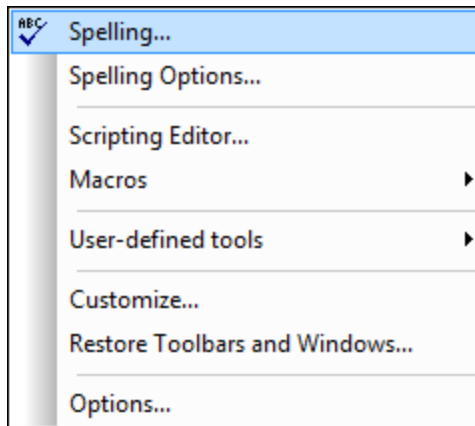 ABC
Spelling...
Spelling Options...
Scripting Editor...
Macros
User-defined tools
Customize...
Restore Toolbars and Windows...
Options...